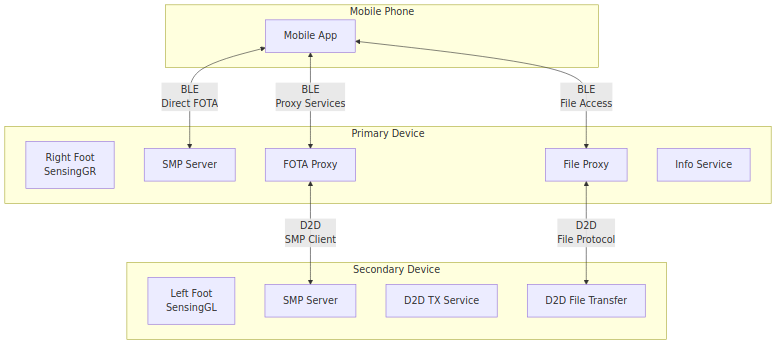 Mobile Phone
Mobile App
BLE
Direct FOTA
BLE
Proxy Services
BLE
File Access
Primary Device
Right Foot
SensingGR
SMP Server
FOTA Proxy
File Proxy
Info Service
D2D
SMP Client
D2D
File Protocol
Secondary Device
Left Foot
SensingGL
SMP Server
D2D TX Service
D2D File Transfer